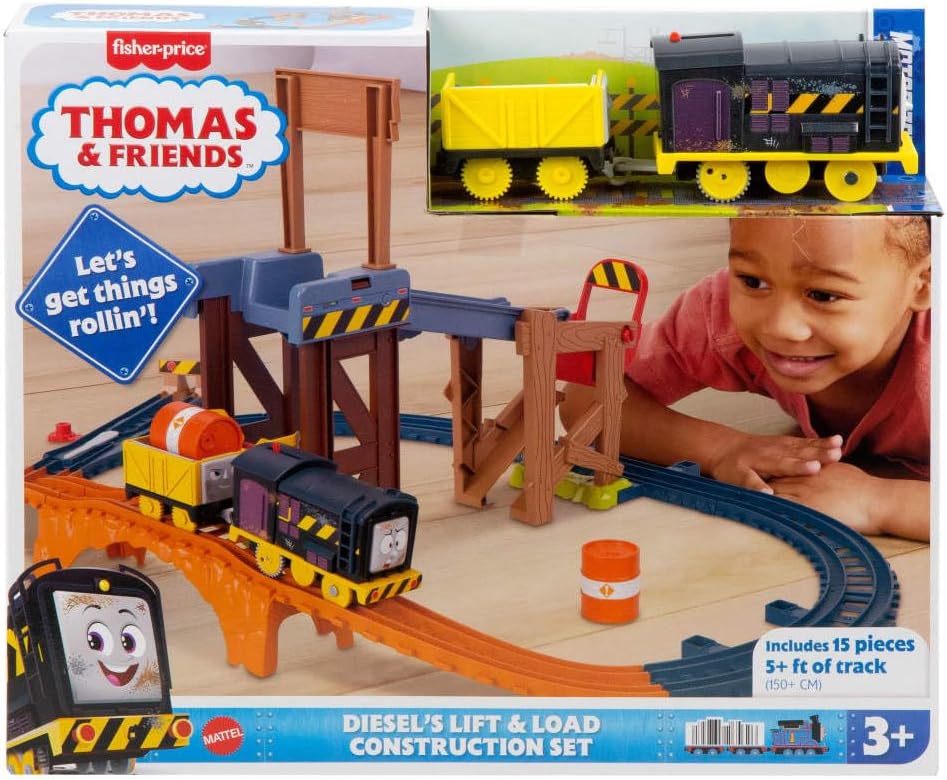 fisher-price
THOMAS
& FRIENDS™
Let's
get things
rollin'!
Includes 15 pieces
5+ ft of track
(150+ CM)
MATTEL
DIESEL'S LIFT & LOAD
CONSTRUCTION SET
3+